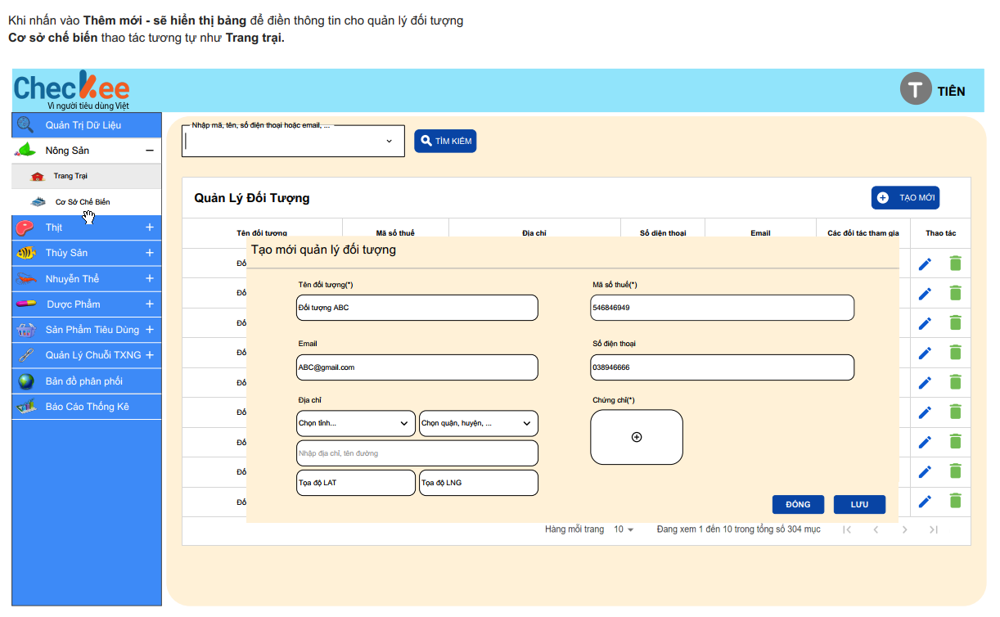 Khi nhấn vào Thêm mới - sẽ hiển thị bảng để điền thông tin cho quản lý đối tượng
Cơ sở chế biến thao tác tương tự như Trang trại.
Checkee
Vì người tiêu dùng Việt
T TIÊN
Quản Trị Dữ Liệu
Nông Sản
Trang Trại
Cơ Sở Chế Biến
Thịt
Thủy Sản
Nhuyễn Thể
Dược Phẩm
Sản Phẩm Tiêu Dùng
Quản Lý Chuỗi TXNG
Bản đồ phân phối
Báo Cáo Thống Kê
Nhập mã, tên, số điện thoại hoặc email, ...
TÌM KIẾM
Quản Lý Đối Tượng
TẠO MỚI
Tên đối tượng Mã số thuế Địa chỉ Số điện thoại Email Các đối tác tham gia Thao tác
Tạo mới quản lý đối tượng
Đố
Đố
Đố
Đố
Đố
Đố
Đố
Đố
Đố
Tên đối tượng(*) Mã số thuế(*)
Đối tượng ABC 546846949
Email Số điện thoại
ABC@gmail.com 038946666
Địa chỉ Chứng chỉ(*)
Chọn tỉnh... Chọn quận, huyện, ...
Nhập địa chỉ, tên đường
Tọa độ LAT Tọa độ LNG
ĐÓNG LƯU
Hàng mỗi trang 10 Đang xem 1 đến 10 trong tổng số 304 mục